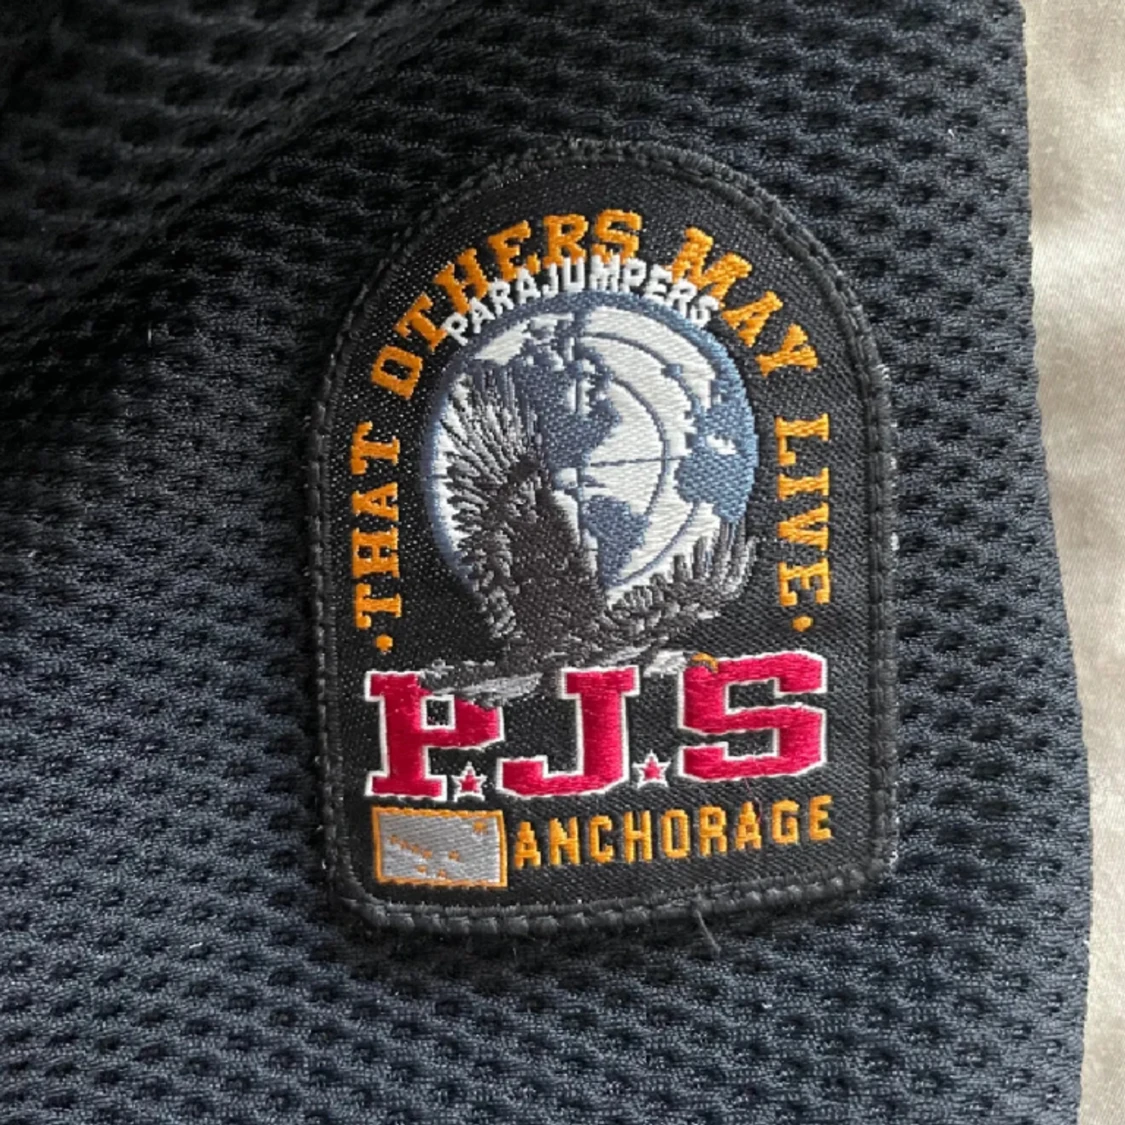 ·THAT OTHERS MAY LIVE·
PARAJUMPERS
P.J.S
ANCHORAGE